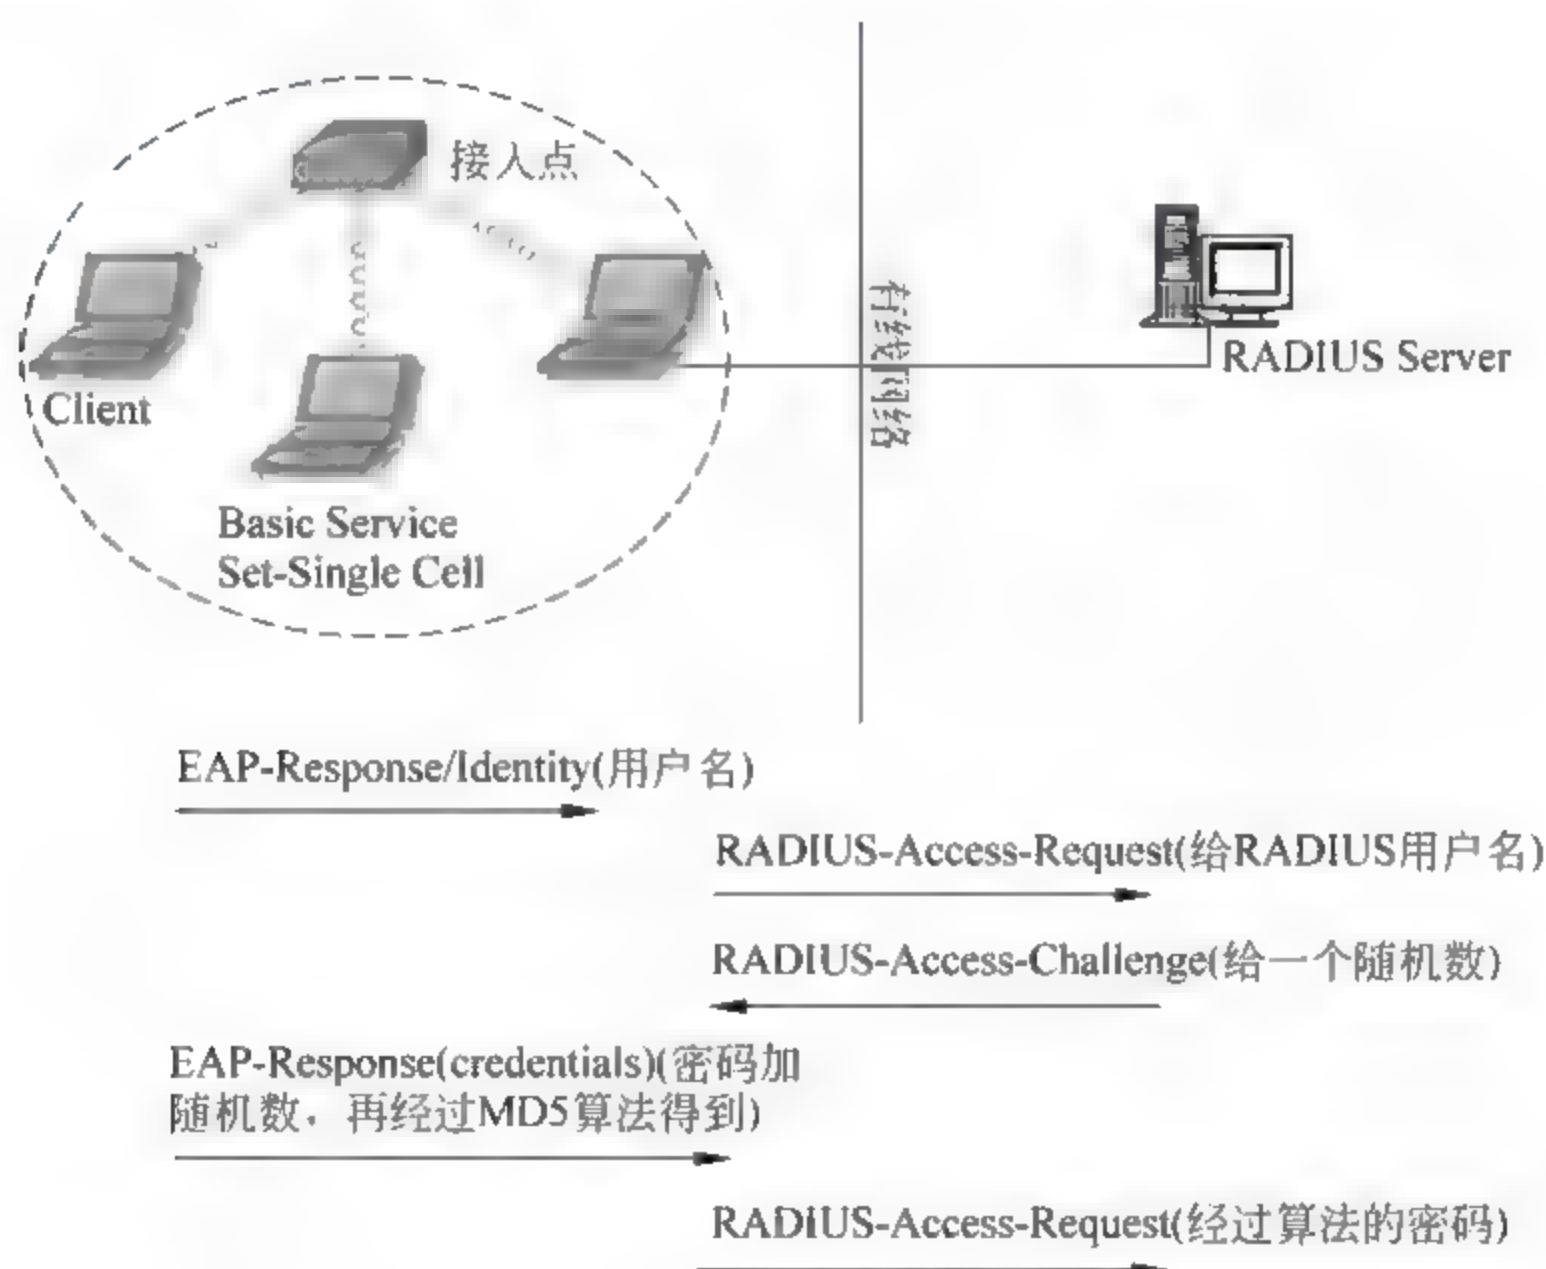 接入点
Client
有线网络
RADIUS Server
Basic Service
Set-Single Cell
EAP-Response/Identity(用户名)
RADIUS-Access-Request(给RADIUS用户名)
RADIUS-Access-Challenge(给一个随机数)
EAP-Response(credentials)(密码加
随机数，再经过MD5算法得到)
RADIUS-Access-Request(经过算法的密码)